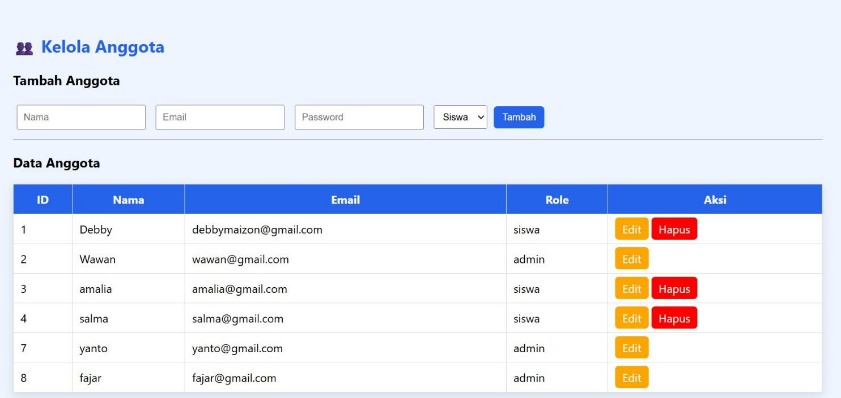 Kelola Anggota
Tambah Anggota
Nama Email Password Siswa Tambah
Data Anggota
ID Nama Email Role Aksi
1 Debby debbymaizon@gmail.com siswa Edit Hapus
2 Wawan wawan@gmail.com admin Edit
3 amalia amalia@gmail.com siswa Edit Hapus
4 salma salma@gmail.com siswa Edit Hapus
7 yanto yanto@gmail.com admin Edit
8 fajar fajar@gmail.com admin Edit